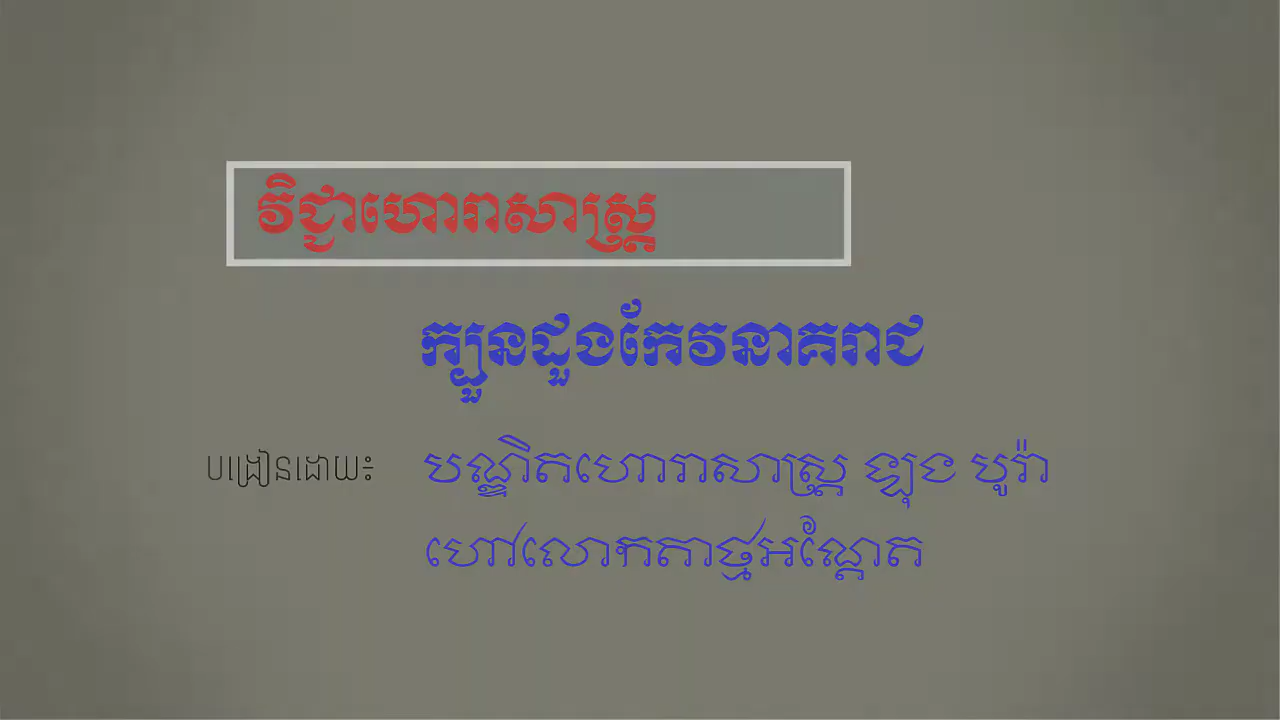 វិជ្ជាហោរាសាស្ត្រ
ក្បួនដួងកែវនាគរាជ
បង្រៀនដោយ៖ បណ្ឌិតហោរាសាស្ត្រ ឡុង បូរ៉ា
ហៅលោកតាថ្មអណ្តែត